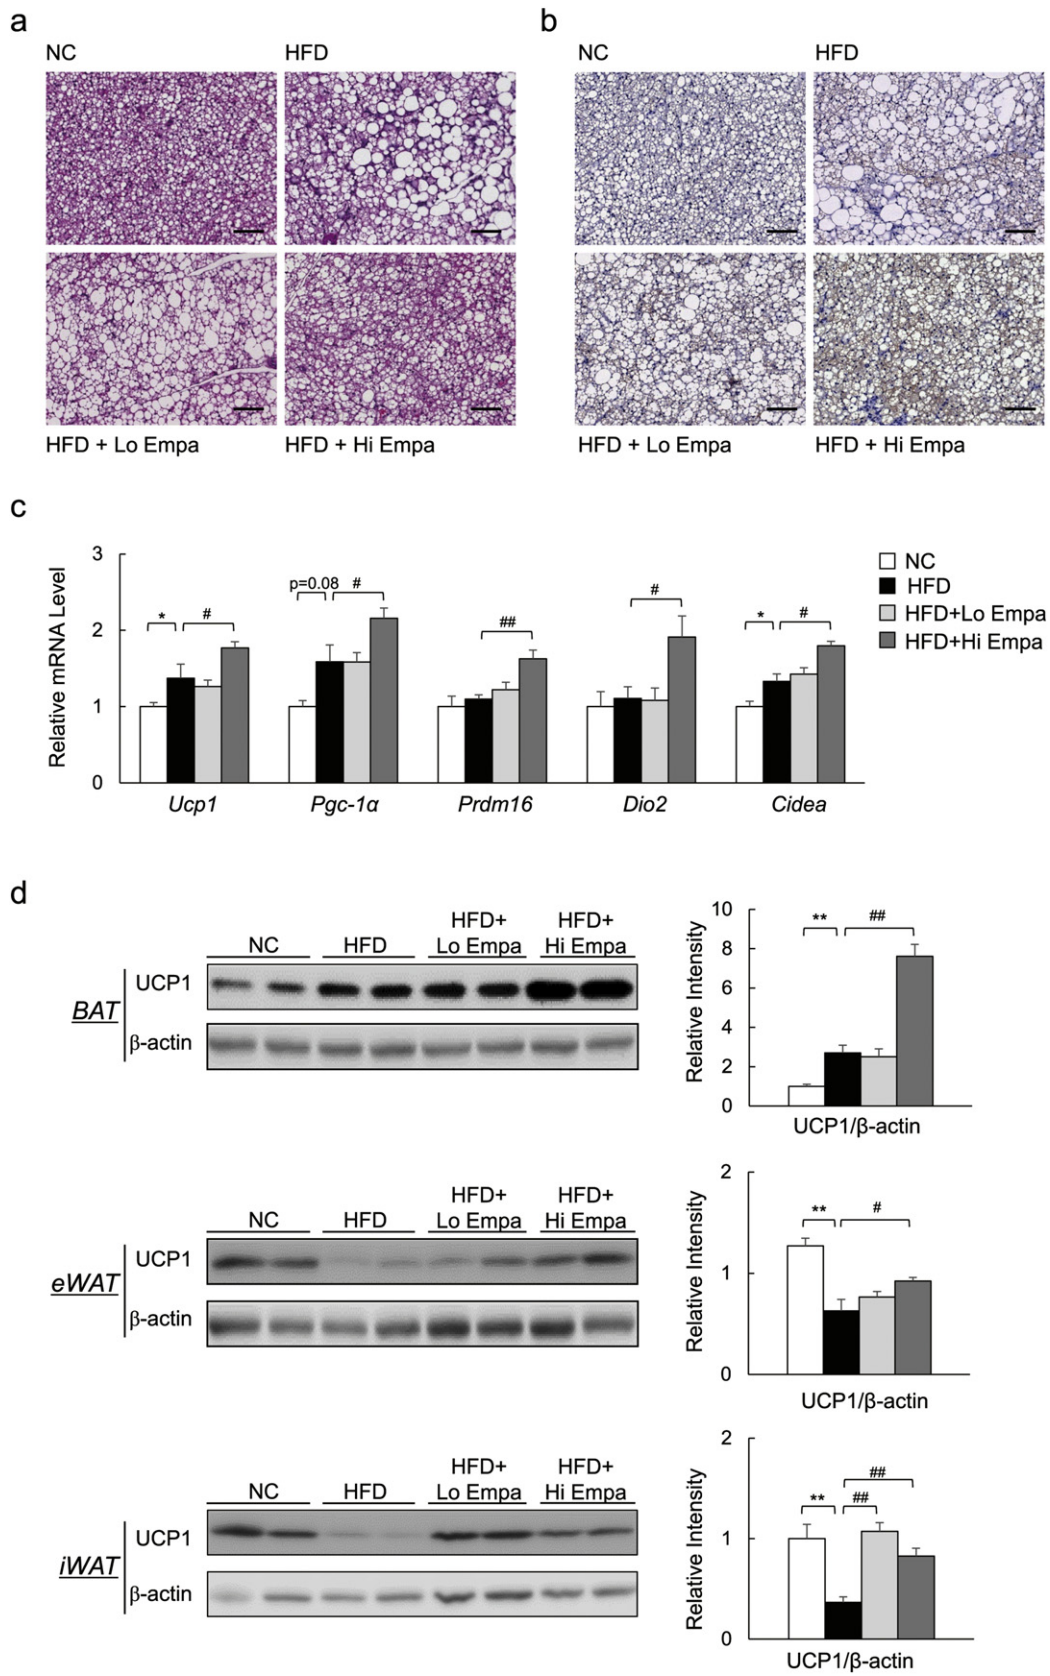 a
NC
HFD
HFD + Lo Empa
HFD + Hi Empa
b
NC
HFD
HFD + Lo Empa
HFD + Hi Empa
c
Relative mRNA Level
3
2
1
0
*
#
p=0.08
#
##
#
*
#
Ucp1
Pgc-1α
Prdm16
Dio2
Cidea
NC
HFD
HFD+Lo Empa
HFD+Hi Empa
d
BAT
NC
HFD
HFD+
Lo Empa
HFD+
Hi Empa
UCP1
β-actin
Relative Intensity
10
8
6
4
2
0
**
##
UCP1/β-actin
eWAT
NC
HFD
HFD+
Lo Empa
HFD+
Hi Empa
UCP1
β-actin
Relative Intensity
2
1
0
**
#
UCP1/β-actin
iWAT
NC
HFD
HFD+
Lo Empa
HFD+
Hi Empa
UCP1
β-actin
Relative Intensity
2
1
0
**
##
##
UCP1/β-actin